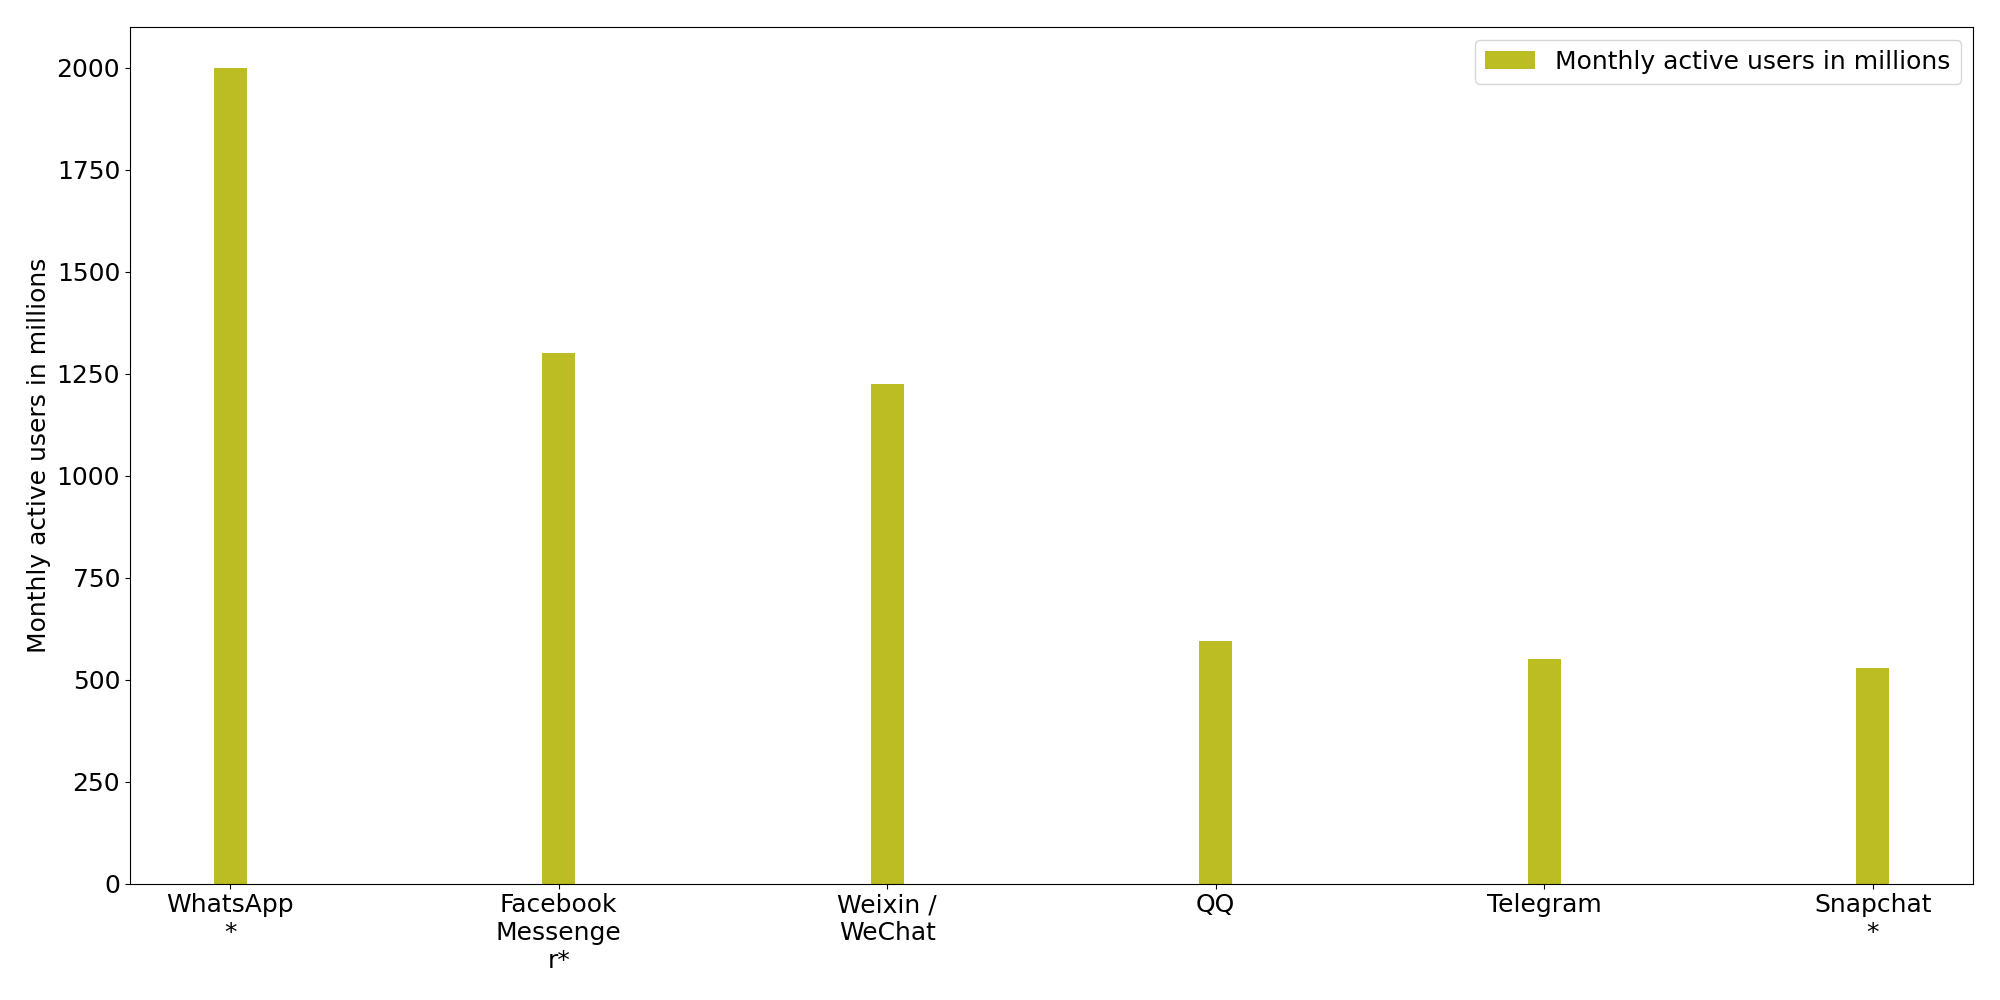 Monthly active users in millions
Monthly active users in millions
2000
1750
1500
1250
1000
750
500
250
0
WhatsApp
*
Facebook
Messenge
r*
Weixin /
WeChat
QQ
Telegram
Snapchat
*